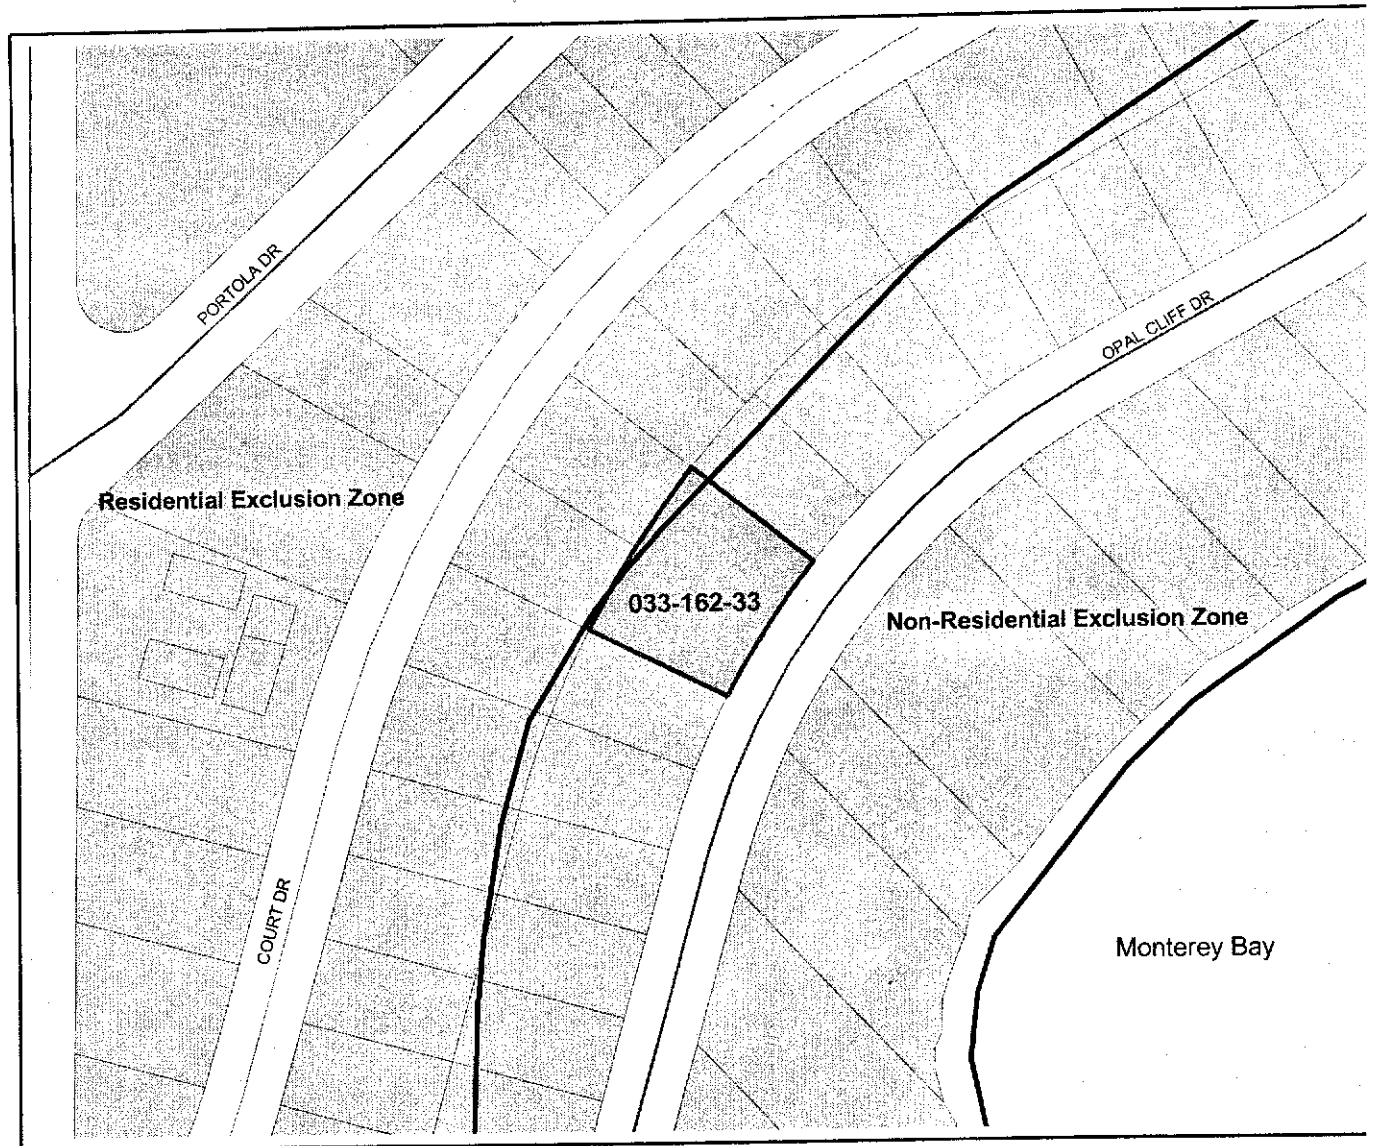 PORTOLA DR
OPAL CLIFF DR
Residential Exclusion Zone
033-162-33
Non-Residential Exclusion Zone
COURT DR
Monterey Bay